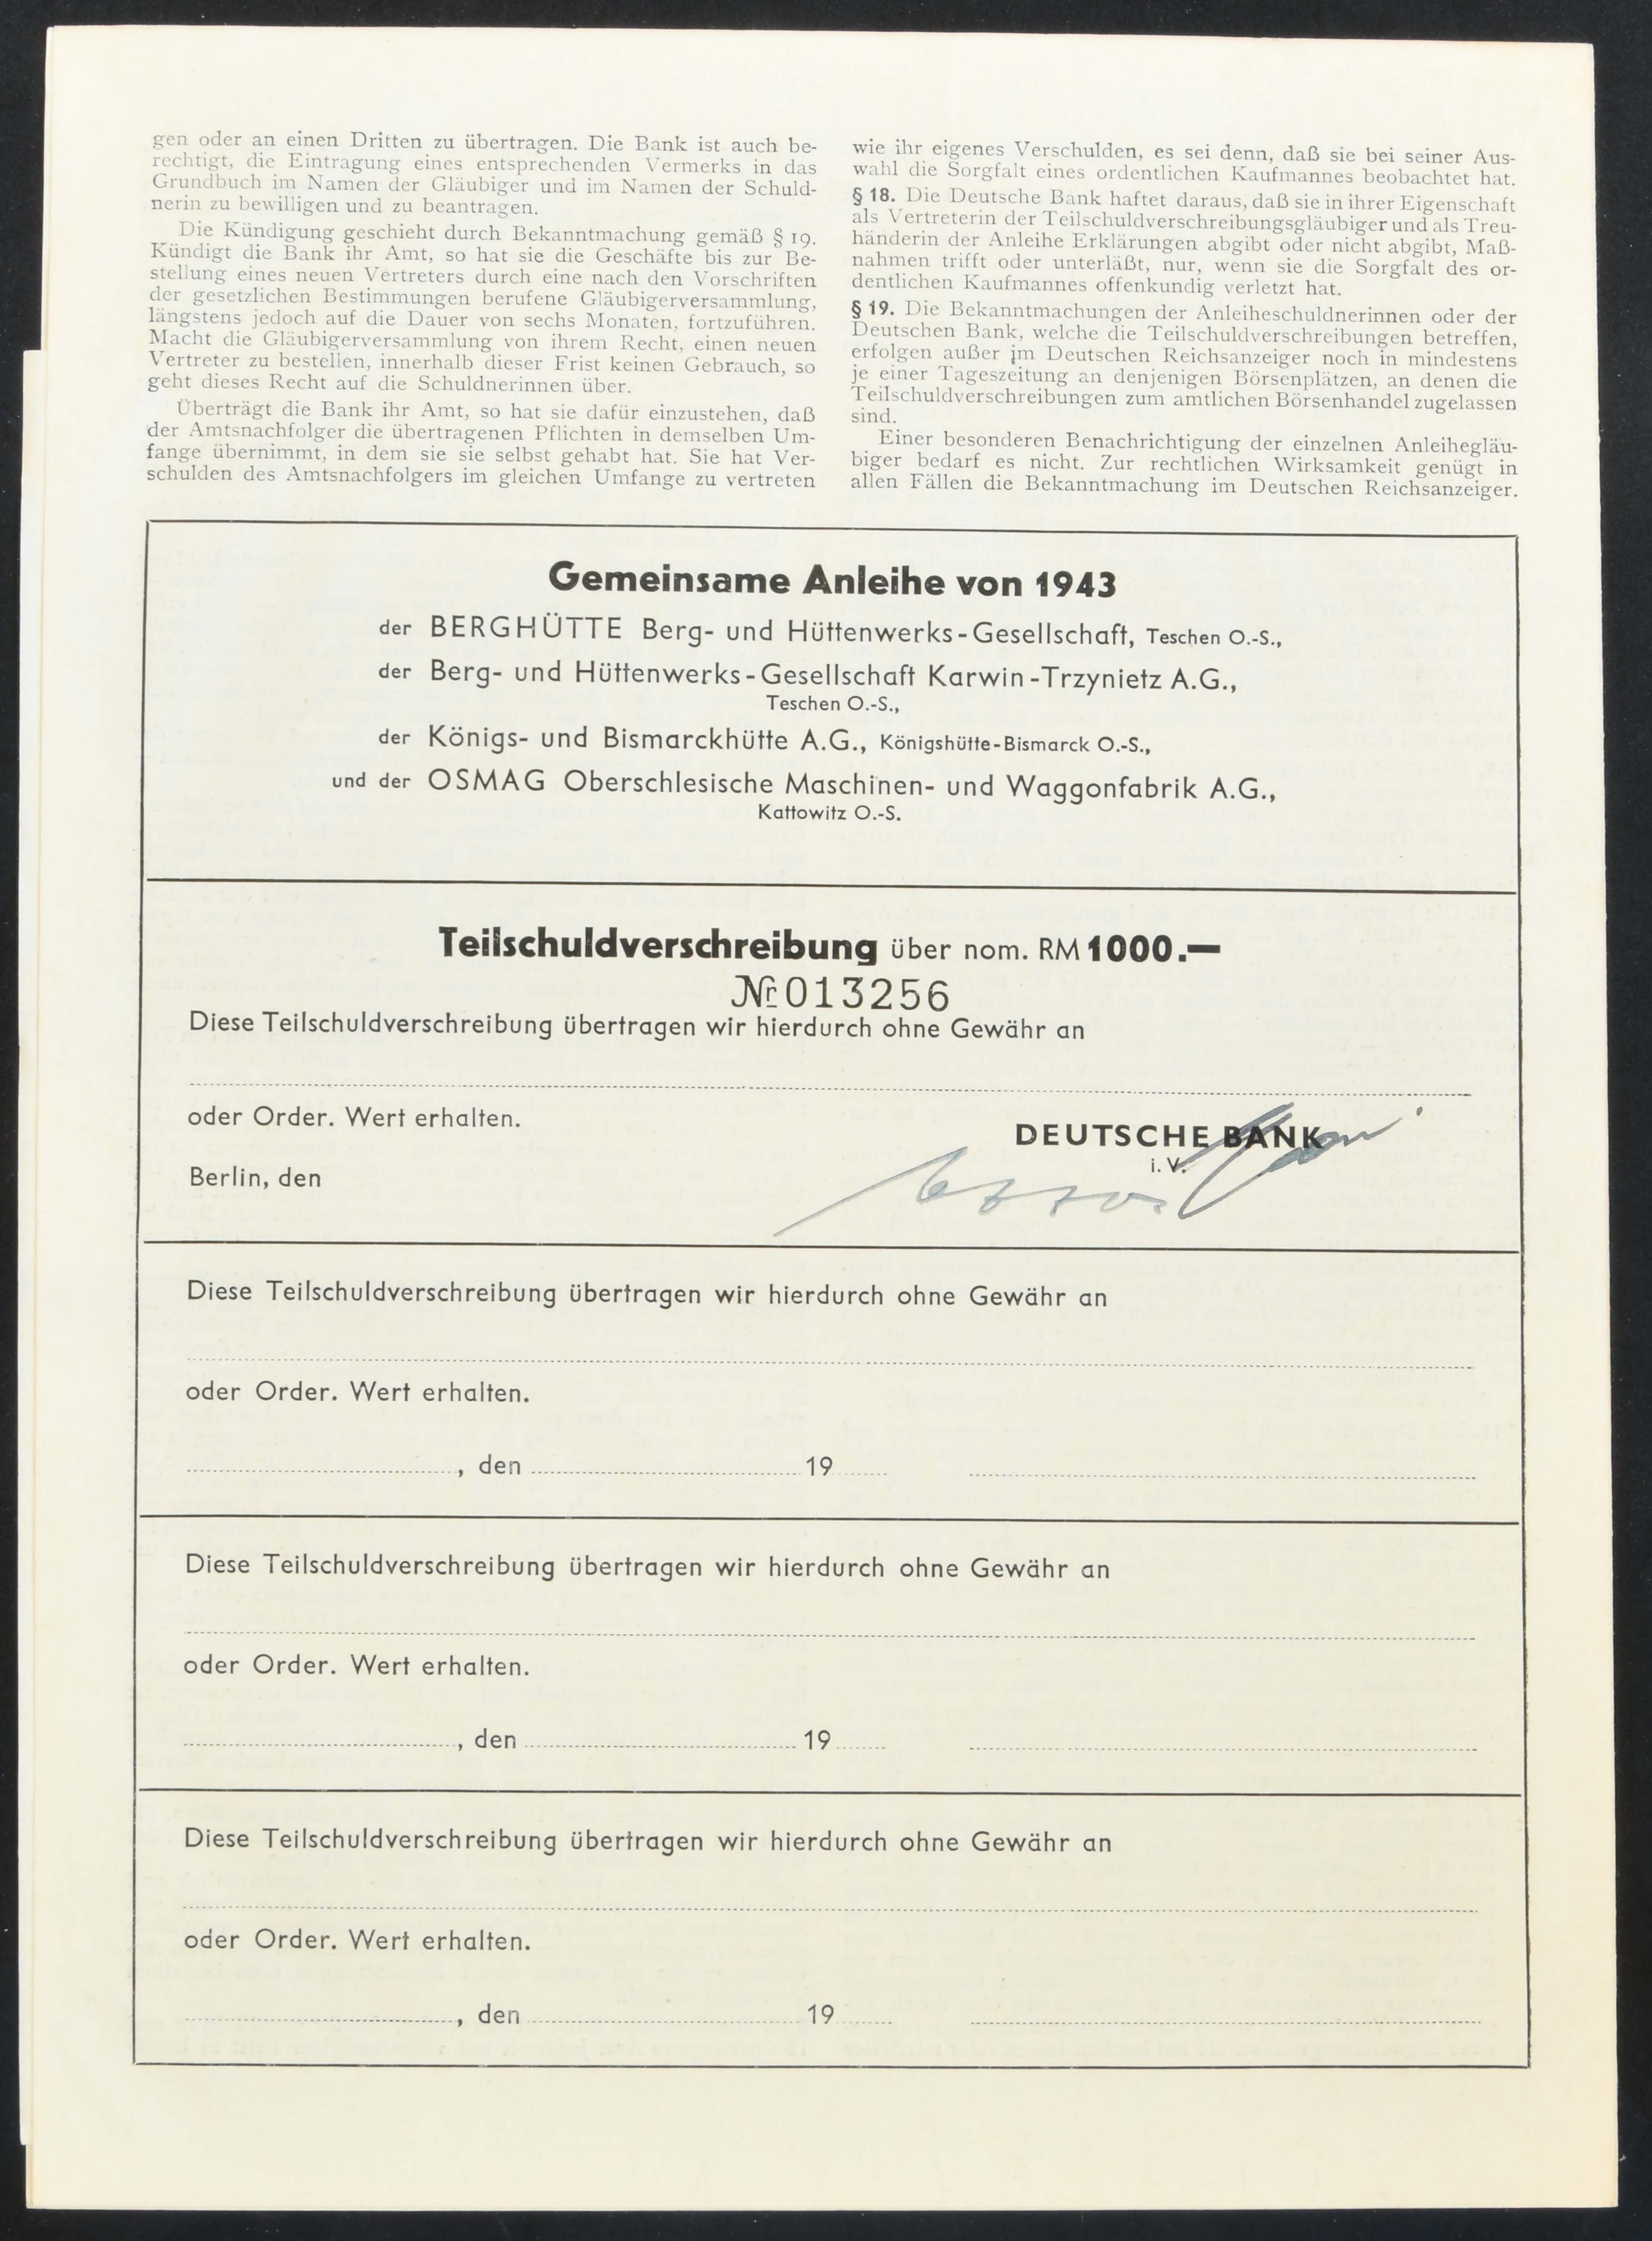 gen oder an einen Dritten zu übertragen. Die Bank ist auch be-
rechtigt, die Eintragung eines entsprechenden Vermerks in das
Grundbuch im Namen der Gläubiger und im Namen der Schuld-
nerin zu bewilligen und zu beantragen.
Die Kündigung geschieht durch Bekanntmachung gemäß § 19.
Kündigt die Bank ihr Amt, so hat sie die Geschäfte bis zur Be-
stellung eines neuen Vertreters durch eine nach den Vorschriften
der gesetzlichen Bestimmungen berufene Gläubigerversammlung,
längstens jedoch auf die Dauer von sechs Monaten, fortzuführen.
Macht die Gläubigerversammlung von ihrem Recht, einen neuen
Vertreter zu bestellen, innerhalb dieser Frist keinen Gebrauch, so
geht dieses Recht auf die Schuldnerinnen über.
Überträgt die Bank ihr Amt, so hat sie dafür einzustehen, daß
der Amtsnachfolger die übertragenen Pflichten in demselben Um-
fange übernimmt, in dem sie sie selbst gehabt hat. Sie hat Ver-
schulden des Amtsnachfolgers im gleichen Umfange zu vertreten
wie ihr eigenes Verschulden, es sei denn, daß sie bei seiner Aus-
wahl die Sorgfalt eines ordentlichen Kaufmannes beobachtet hat.
§ 18. Die Deutsche Bank haftet daraus, daß sie in ihrer Eigenschaft
als Vertreterin der Teilschuldverschreibungsgläubiger und als Treu-
händerin der Anleihe Erklärungen abgibt oder nicht abgibt, Maß-
nahmen trifft oder unterläßt, nur, wenn sie die Sorgfalt des or-
dentlichen Kaufmannes offenkundig verletzt hat.
§ 19. Die Bekanntmachungen der Anleiheschuldnerinnen oder der
Deutschen Bank, welche die Teilschuldverschreibungen betreffen,
erfolgen außer im Deutschen Reichsanzeiger noch in mindestens
je einer Tageszeitung an denjenigen Börsenplätzen, an denen die
Teilschuldverschreibungen zum amtlichen Börsenhandel zugelassen
sind.
Einer besonderen Benachrichtigung der einzelnen Anleihegläu-
biger bedarf es nicht. Zur rechtlichen Wirksamkeit genügt in
allen Fällen die Bekanntmachung im Deutschen Reichsanzeiger.
Gemeinsame Anleihe von 1943
der BERGHÜTTE Berg- und Hüttenwerks-Gesellschaft, Teschen O.-S.,
der Berg- und Hüttenwerks-Gesellschaft Karwin-Trzynietz A.G.,
Teschen O.-S.,
der Königs- und Bismarckhütte A.G., Königshütte-Bismarck O.-S.,
und der OSMAG Oberschlesische Maschinen- und Waggonfabrik A.G.,
Kattowitz O.-S.
Teilschuldverschreibung über nom. RM 1000.—
Nr 013256
Diese Teilschuldverschreibung übertragen wir hierdurch ohne Gewähr an
oder Order. Wert erhalten.
DEUTSCHE BANK
i. V.
Berlin, den
Diese Teilschuldverschreibung übertragen wir hierdurch ohne Gewähr an
oder Order. Wert erhalten.
, den 19
Diese Teilschuldverschreibung übertragen wir hierdurch ohne Gewähr an
oder Order. Wert erhalten.
, den 19
Diese Teilschuldverschreibung übertragen wir hierdurch ohne Gewähr an
oder Order. Wert erhalten.
, den 19